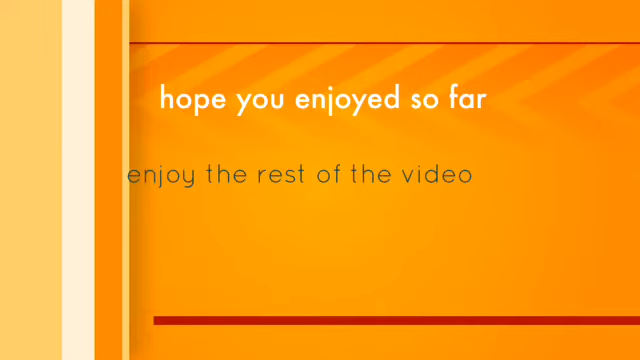 hope you enjoyed so far
enjoy the rest of the video